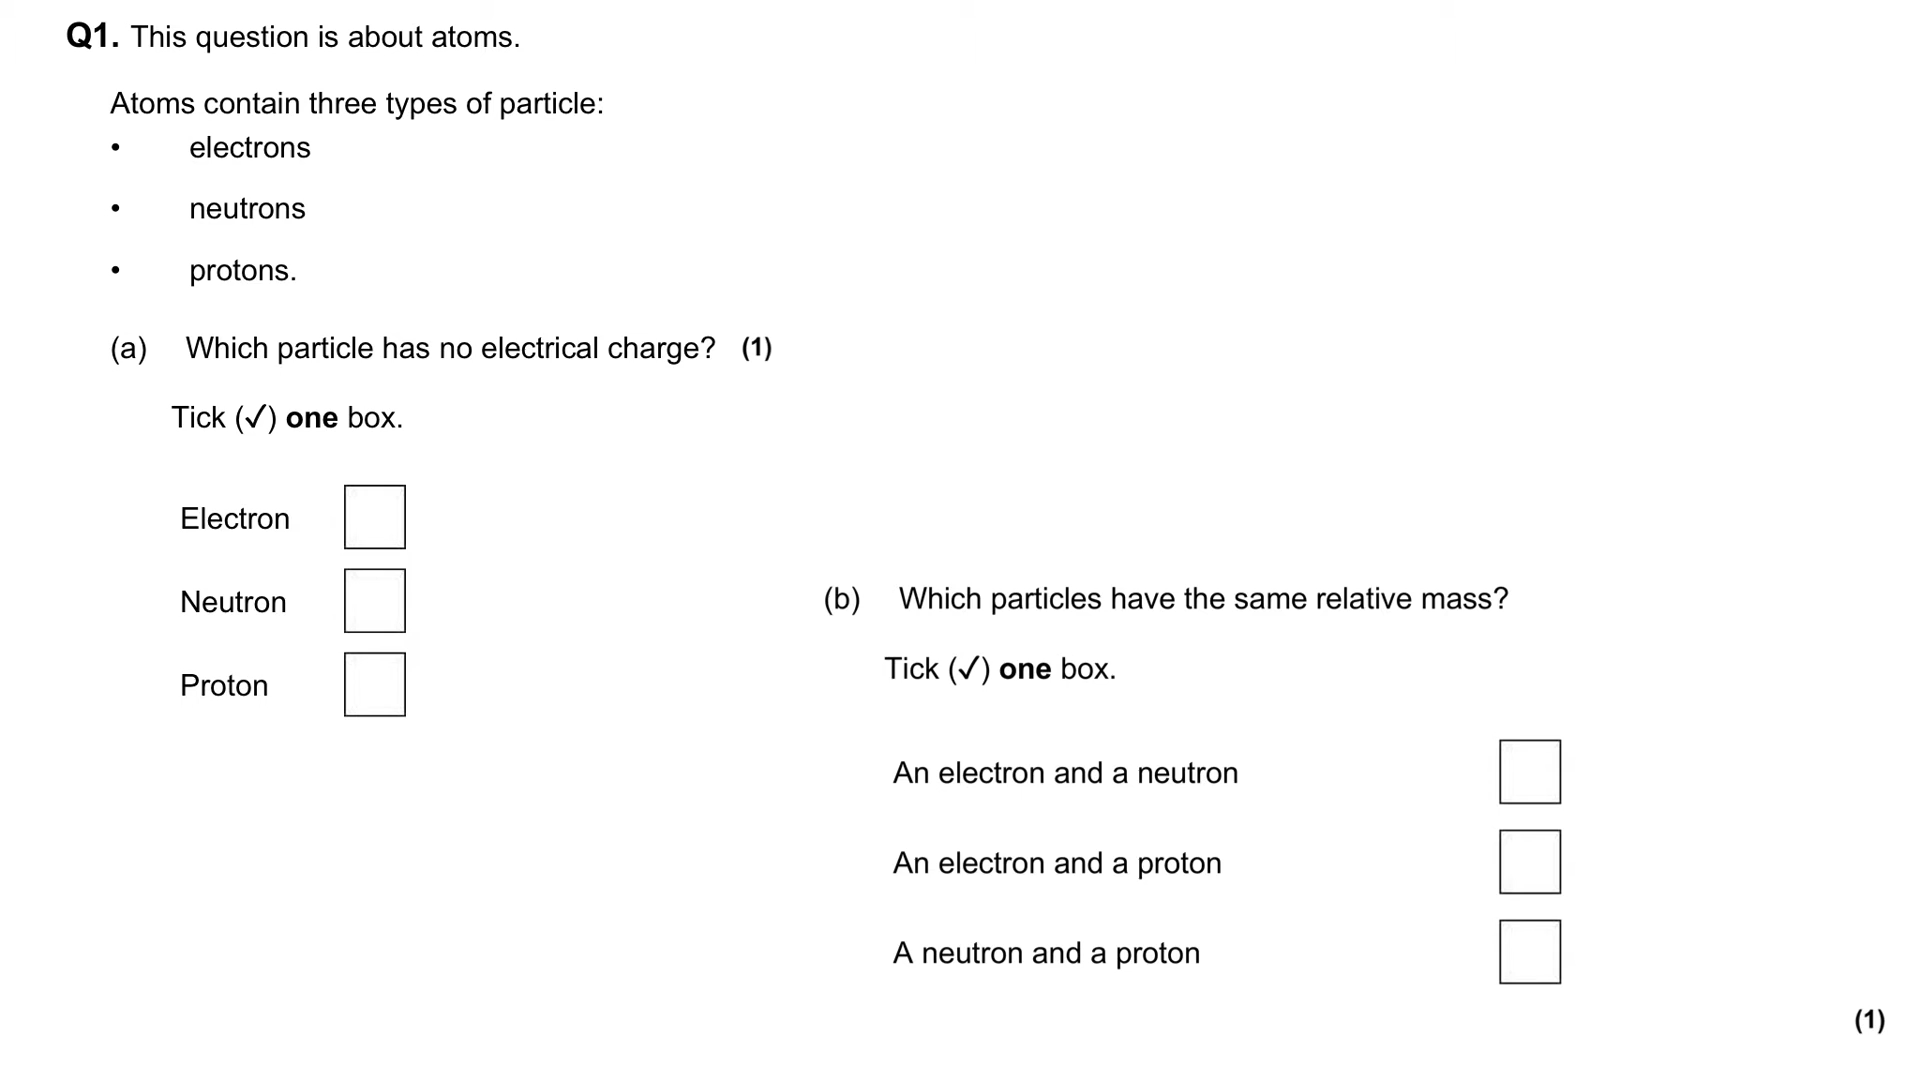 Q1. This question is about atoms.
Atoms contain three types of particle:
• electrons
• neutrons
• protons.
(a) Which particle has no electrical charge? (1)
Tick (✓) one box.
Electron
Neutron
Proton
(b) Which particles have the same relative mass?
Tick (✓) one box.
An electron and a neutron
An electron and a proton
A neutron and a proton
(1)